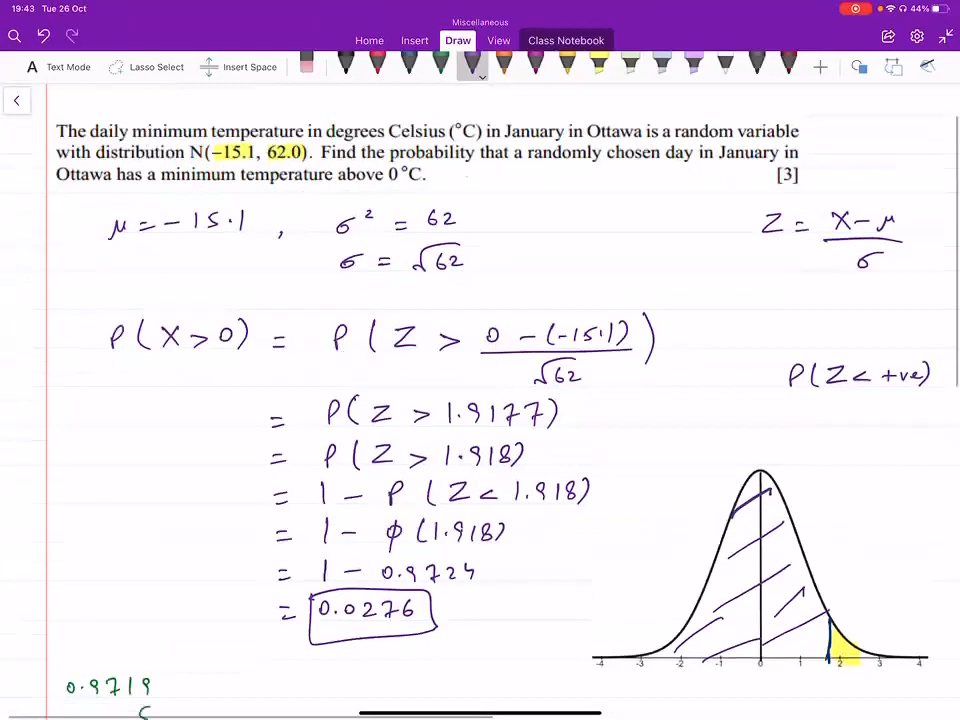 19:43 Tue 26 Oct 44%
Miscellaneous
Home Insert Draw View Class Notebook
A Text Mode Lasso Select Insert Space
The daily minimum temperature in degrees Celsius (°C) in January in Ottawa is a random variable
with distribution N(−15.1, 62.0). Find the probability that a randomly chosen day in January in
Ottawa has a minimum temperature above 0 °C. [3]
μ = −15.1 , σ² = 62 Z = (X − μ)/σ
σ = √62
P(X > 0) = P(Z > (0 − (−15.1))/√62)
P(Z < +ve)
= P(Z > 1.9177)
= P(Z > 1.918)
= 1 − P(Z < 1.918)
= 1 − φ(1.918)
= 1 − 0.9724
= 0.0276
-4 -3 -2 -1 0 1 2 3 4
0.9719